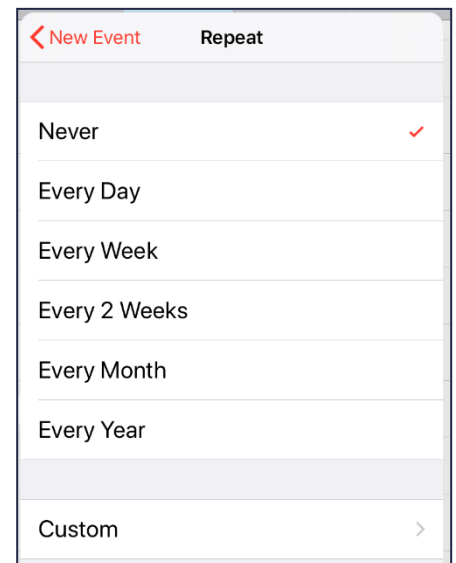 New Event Repeat
Never
Every Day
Every Week
Every 2 Weeks
Every Month
Every Year
Custom